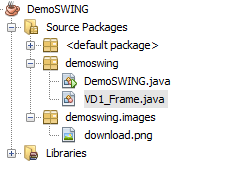 DemoSWING
Source Packages
<default package>
demoswing
DemoSWING.java
VD1_Frame.java
demoswing.images
download.png
Libraries